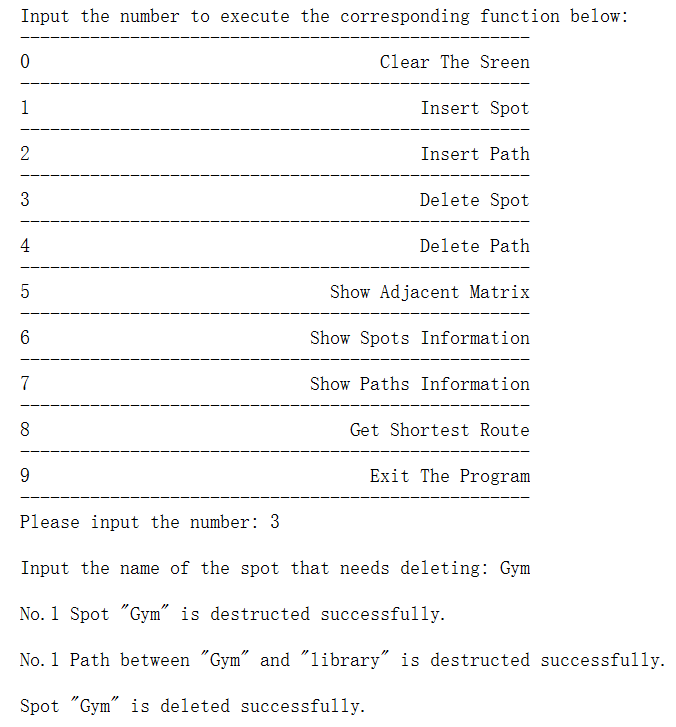 Input the number to execute the corresponding function below:
---------------------------------------------------
0 Clear The Sreen
---------------------------------------------------
1 Insert Spot
---------------------------------------------------
2 Insert Path
---------------------------------------------------
3 Delete Spot
---------------------------------------------------
4 Delete Path
---------------------------------------------------
5 Show Adjacent Matrix
---------------------------------------------------
6 Show Spots Information
---------------------------------------------------
7 Show Paths Information
---------------------------------------------------
8 Get Shortest Route
---------------------------------------------------
9 Exit The Program
---------------------------------------------------
Please input the number: 3
Input the name of the spot that needs deleting: Gym
No.1 Spot "Gym" is destructed successfully.
No.1 Path between "Gym" and "library" is destructed successfully.
Spot "Gym" is deleted successfully.